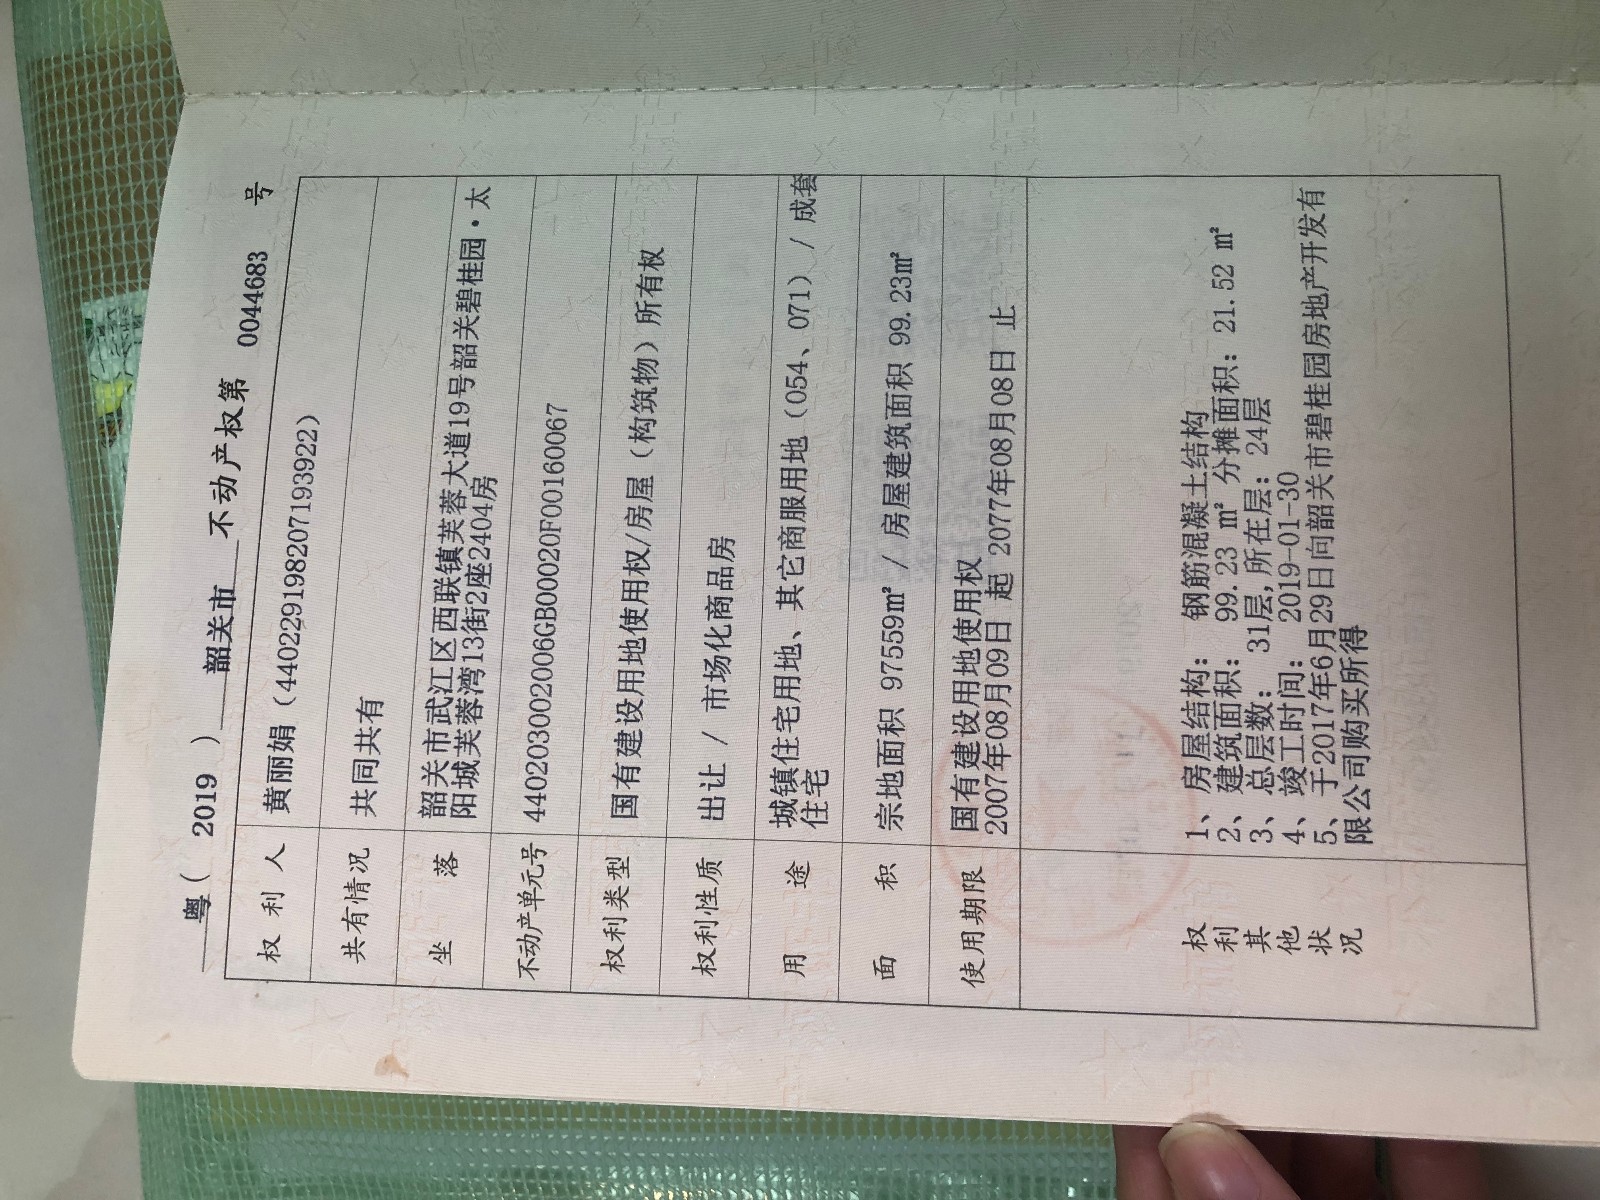 粤( 2019 ) 韶关市 不动产权第 0044683 号
权利人 黄丽娟（440229198207193922）
共有情况 共同共有
坐落 韶关市武江区西联镇芙蓉大道19号韶关碧桂园·太
阳城芙蓉湾13街2座2404房
不动产单元号 440203002006GB00020F00160067
权利类型 国有建设用地使用权/房屋（构筑物）所有权
权利性质 出让 / 市场化商品房
用途 城镇住宅用地、其它商服用地（054、071）/ 成套
住宅
面积 宗地面积 97559㎡ / 房屋建筑面积 99.23㎡
使用期限 国有建设用地使用权
2007年08月09日 起 2077年08月08日 止
权利其他状况
1、房屋结构： 钢筋混凝土结构
2、建筑面积： 99.23 ㎡ 分摊面积：21.52 ㎡
3、总层数： 31层,所在层：24层
4、竣工时间： 2019-01-30
5、于2017年6月29日向韶关市碧桂园房地产开发有
限公司购买所得